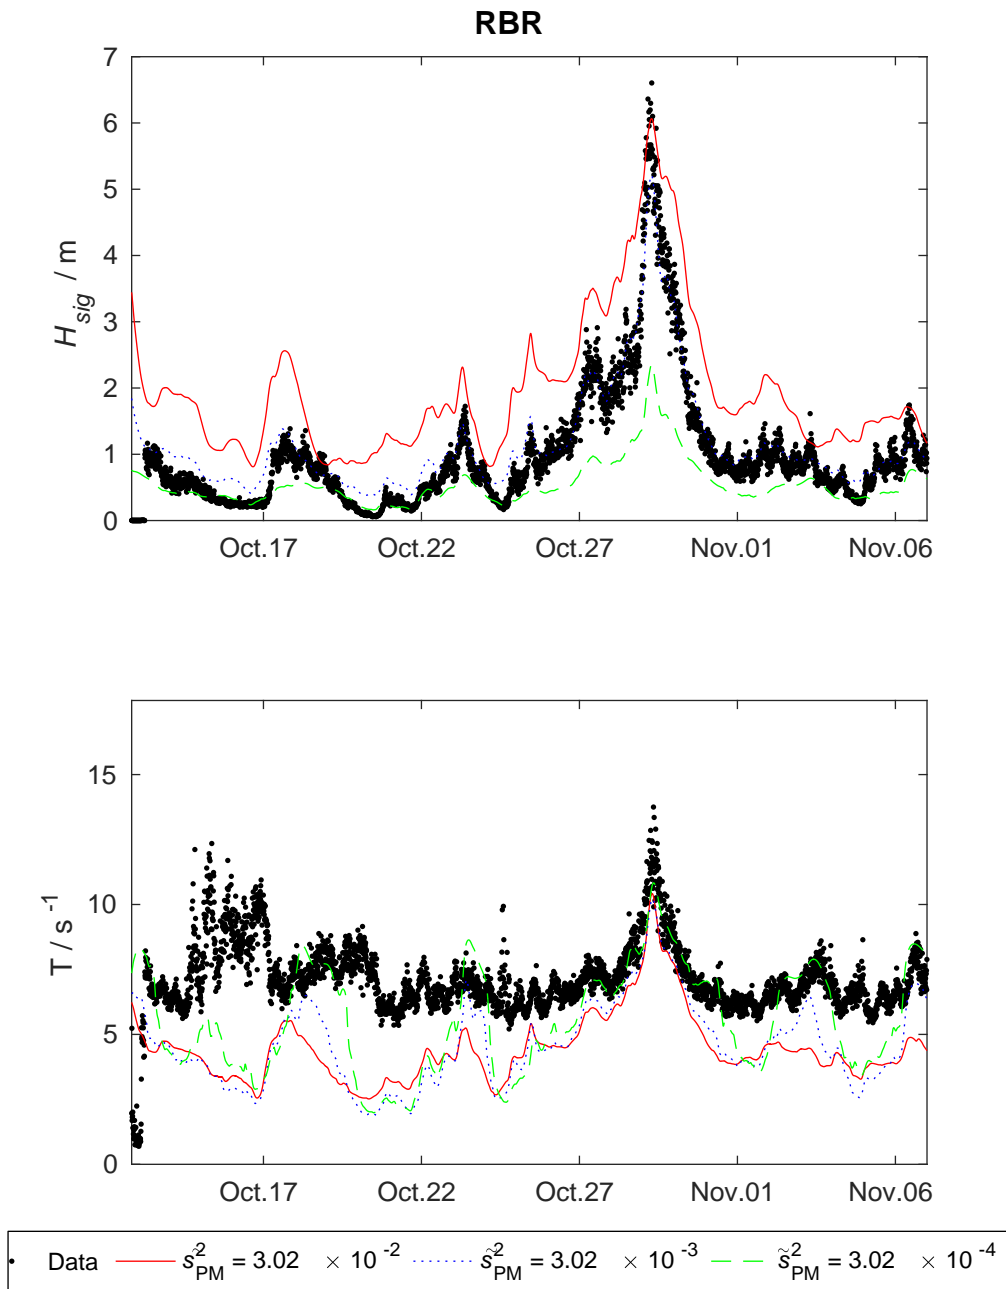 RBR
7
6
5
4
3
2
1
0
H_sig / m
Oct.17 Oct.22 Oct.27 Nov.01 Nov.06
15
10
5
0
T / s^-1
Oct.17 Oct.22 Oct.27 Nov.01 Nov.06
Data s̃²_PM = 3.02 × 10^-2 s̃²_PM = 3.02 × 10^-3 s̃²_PM = 3.02 × 10^-4